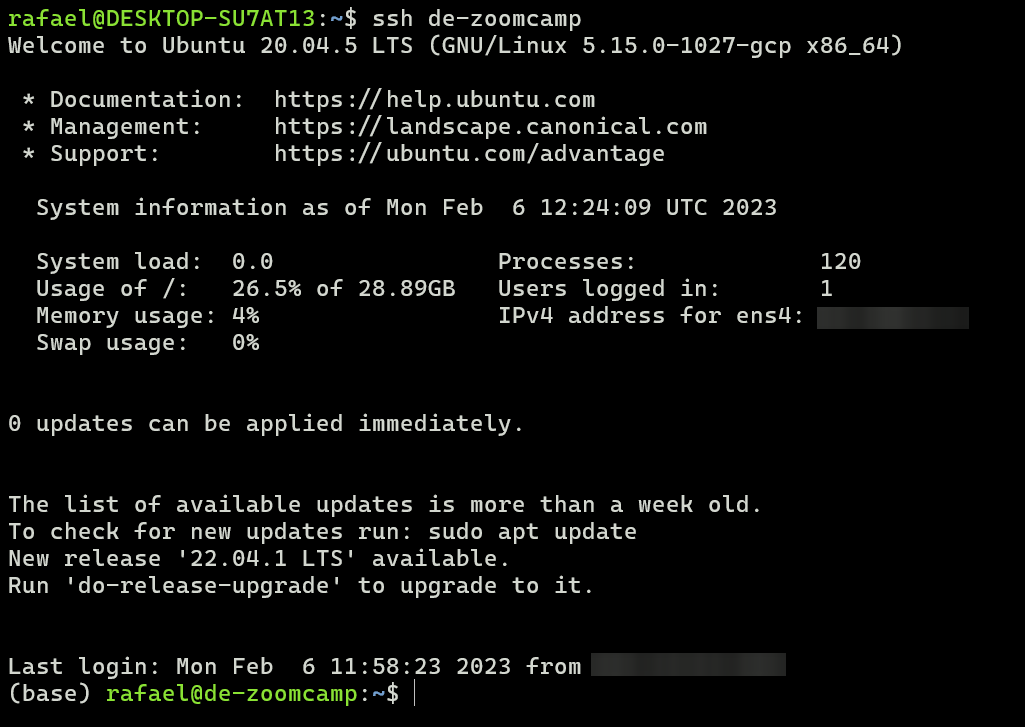 rafael@DESKTOP-SU7AT13:~$ ssh de-zoomcamp
Welcome to Ubuntu 20.04.5 LTS (GNU/Linux 5.15.0-1027-gcp x86_64)
* Documentation:  https://help.ubuntu.com
* Management:     https://landscape.canonical.com
* Support:        https://ubuntu.com/advantage
System information as of Mon Feb  6 12:24:09 UTC 2023
System load:  0.0                Processes:             120
Usage of /:   26.5% of 28.89GB   Users logged in:       1
Memory usage: 4%                 IPv4 address for ens4:
Swap usage:   0%
0 updates can be applied immediately.
The list of available updates is more than a week old.
To check for new updates run: sudo apt update
New release '22.04.1 LTS' available.
Run 'do-release-upgrade' to upgrade to it.
Last login: Mon Feb  6 11:58:23 2023 from
(base) rafael@de-zoomcamp:~$